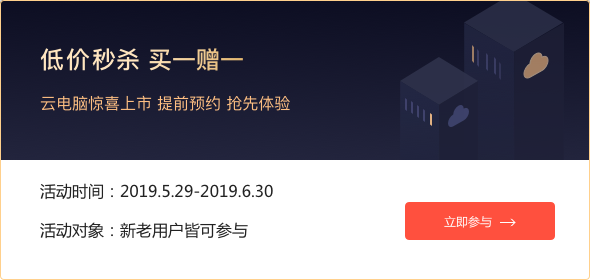 低价秒杀 买一赠一
云电脑惊喜上市 提前预约 抢先体验
活动时间：2019.5.29-2019.6.30
活动对象：新老用户皆可参与
立即参与 →